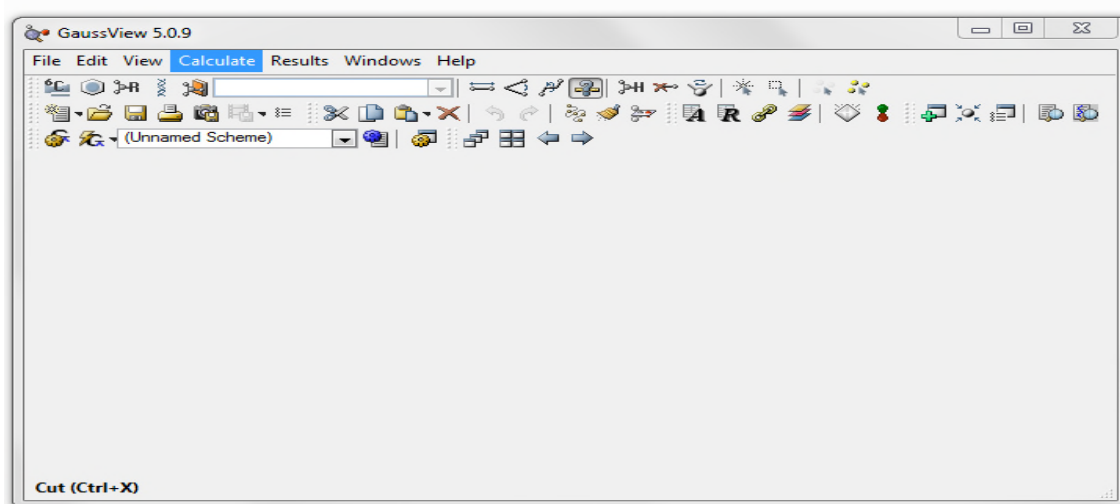 GaussView 5.0.9
File Edit View Calculate Results Windows Help
(Unnamed Scheme)
Cut (Ctrl+X)